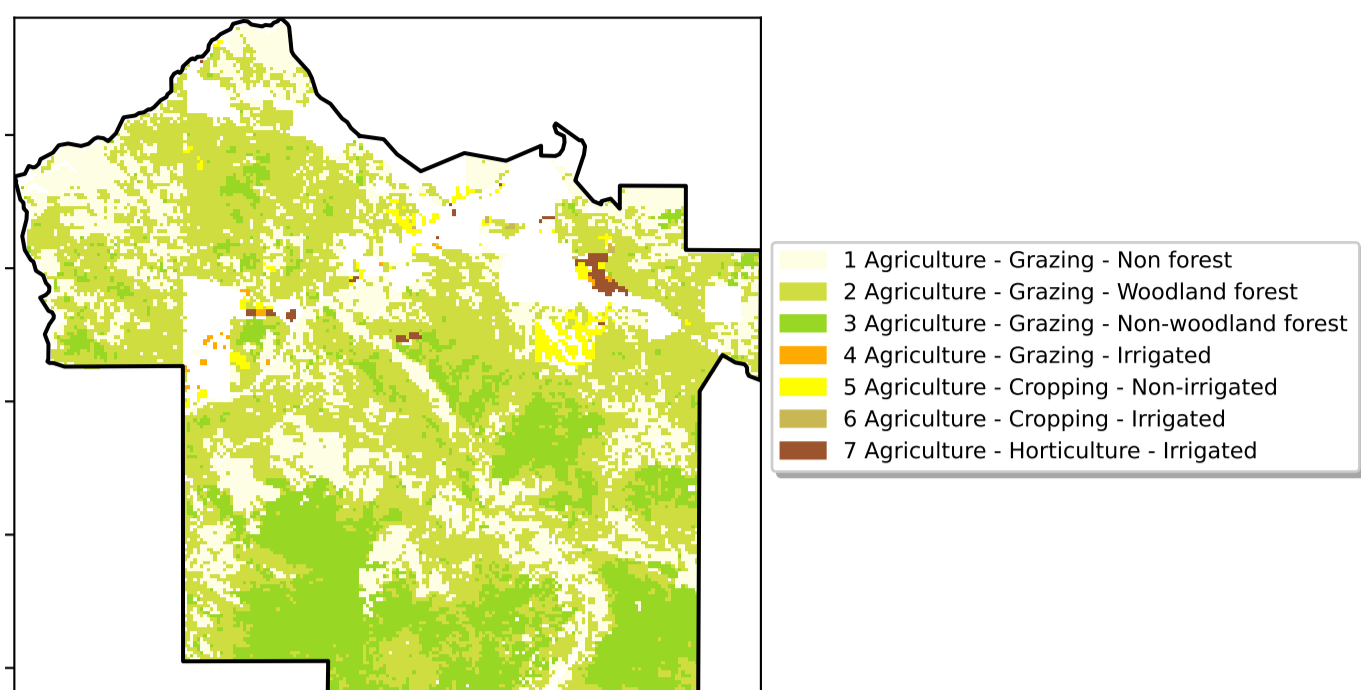 1 Agriculture - Grazing - Non forest
2 Agriculture - Grazing - Woodland forest
3 Agriculture - Grazing - Non-woodland forest
4 Agriculture - Grazing - Irrigated
5 Agriculture - Cropping - Non-irrigated
6 Agriculture - Cropping - Irrigated
7 Agriculture - Horticulture - Irrigated